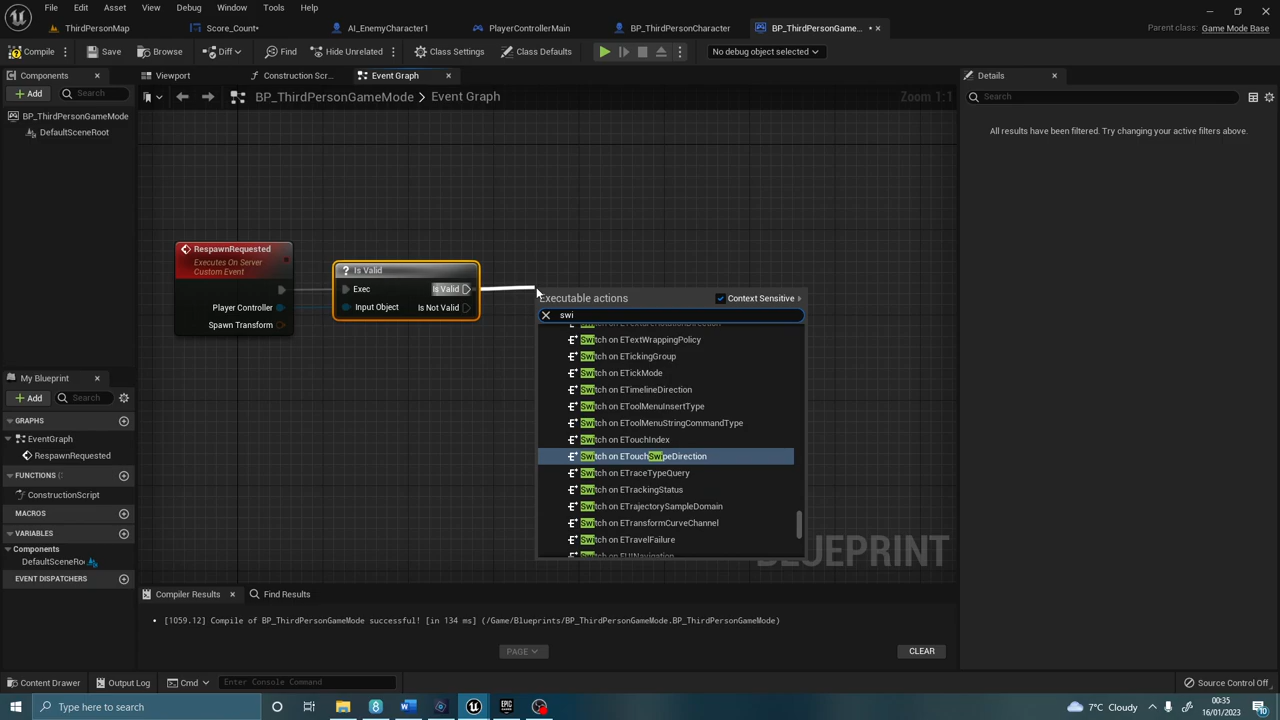 File Edit Asset View Debug Window Tools Help
ThirdPersonMap Score_Count* AI_EnemyCharacter1 PlayerControllerMain BP_ThirdPersonCharacter BP_ThirdPersonGame... Parent class: Game Mode Base
Compile Save Browse Diff Find Hide Unrelated Class Settings Class Defaults No debug object selected
Components Viewport Construction Scr... Event Graph Details
Add Search BP_ThirdPersonGameMode > Event Graph Zoom 1:1 Search
BP_ThirdPersonGameMode
DefaultSceneRoot All results have been filtered. Try changing your active filters above.
RespawnRequested
Executes On Server
Custom Event
Player Controller
Spawn Transform
Is Valid
Exec Is Valid
Input Object Is Not Valid
Executable actions Context Sensitive
swi
Switch on ETextWrappingPolicy
Switch on ETickingGroup
Switch on ETickMode
Switch on ETimelineDirection
Switch on EToolMenuInsertType
Switch on EToolMenuStringCommandType
Switch on ETouchIndex
Switch on ETouchSwipeDirection
Switch on ETraceTypeQuery
Switch on ETrackingStatus
Switch on ETrajectorySampleDomain
Switch on ETransformCurveChannel
Switch on ETravelFailure
Switch on EUINavigation
BLUEPRINT
My Blueprint
Add Search
GRAPHS
EventGraph
RespawnRequested
FUNCTIONS
ConstructionScript
MACROS
VARIABLES
Components
DefaultSceneRoo
EVENT DISPATCHERS
Compiler Results Find Results
[1059.12] Compile of BP_ThirdPersonGameMode successful! [in 134 ms] (/Game/Blueprints/BP_ThirdPersonGameMode.BP_ThirdPersonGameMode)
PAGE CLEAR
Content Drawer Output Log Cmd Enter Console Command Source Control Off
Type here to search 7°C Cloudy 00:35
16/01/2023